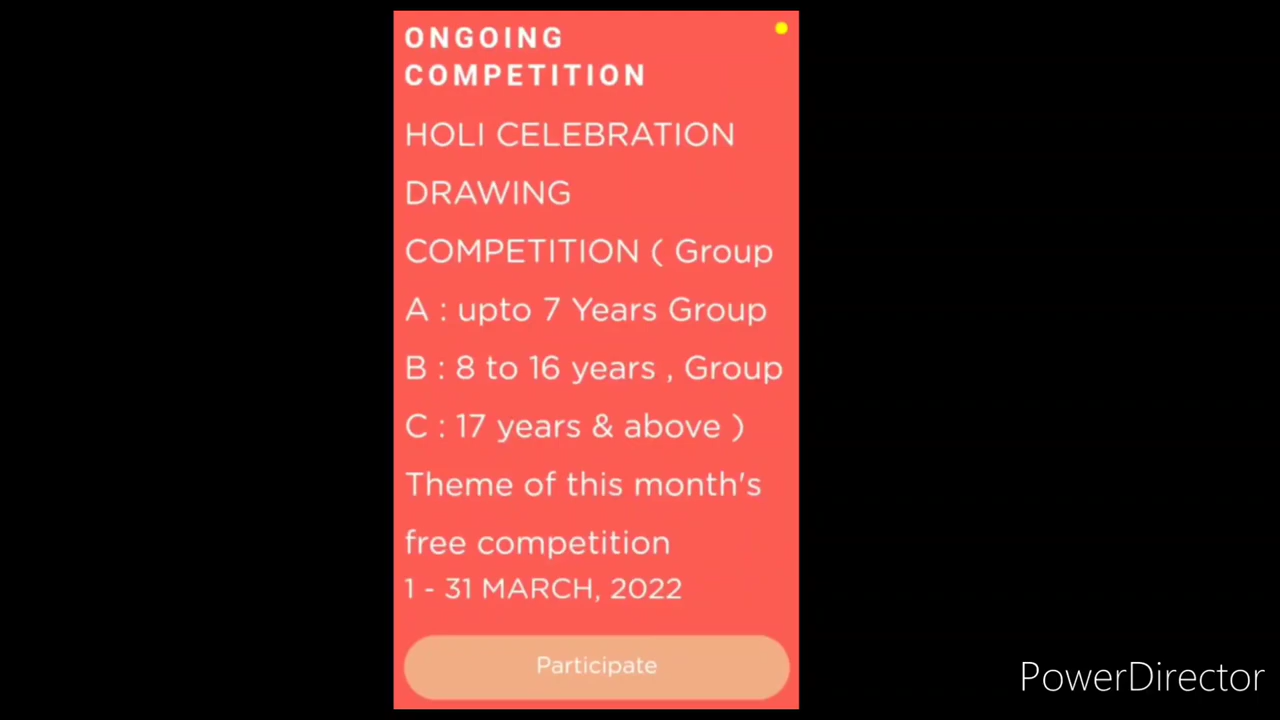 ONGOING
COMPETITION
HOLI CELEBRATION
DRAWING
COMPETITION ( Group
A : upto 7 Years Group
B : 8 to 16 years , Group
C : 17 years & above )
Theme of this month's
free competition
1 - 31 MARCH, 2022
Participate
PowerDirector